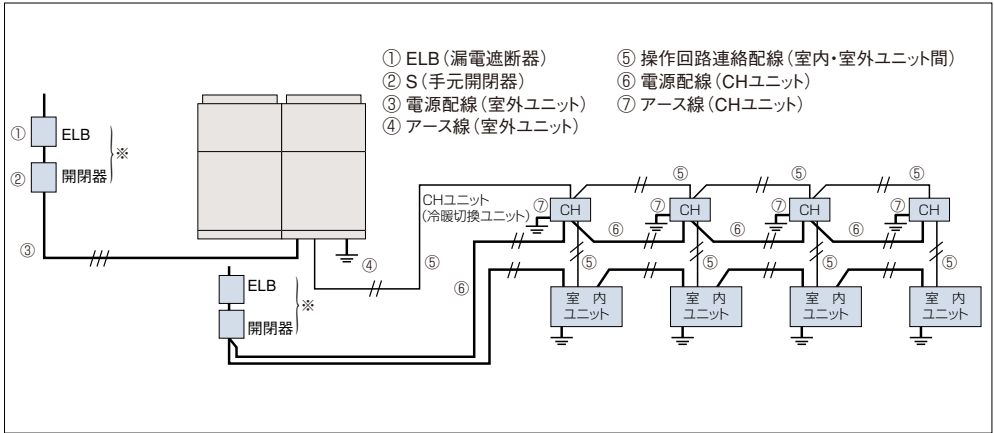 ① ELB（漏電遮断器）
② S（手元開閉器）
③ 電源配線（室外ユニット）
④ アース線（室外ユニット）
⑤ 操作回路連絡配線（室内・室外ユニット間）
⑥ 電源配線（CHユニット）
⑦ アース線（CHユニット）
① ELB
※
② 開閉器
③
④
⑤
CHユニット
（冷暖切換ユニット）
⑤ ⑤ ⑤
⑦ CH ⑦ CH ⑦ CH ⑦ CH
⑥ ⑥ ⑥
⑤ ⑤ ⑤ ⑤
⑥
ELB
※
開閉器
室 内 室 内 室 内 室 内
ユニット ユニット ユニット ユニット